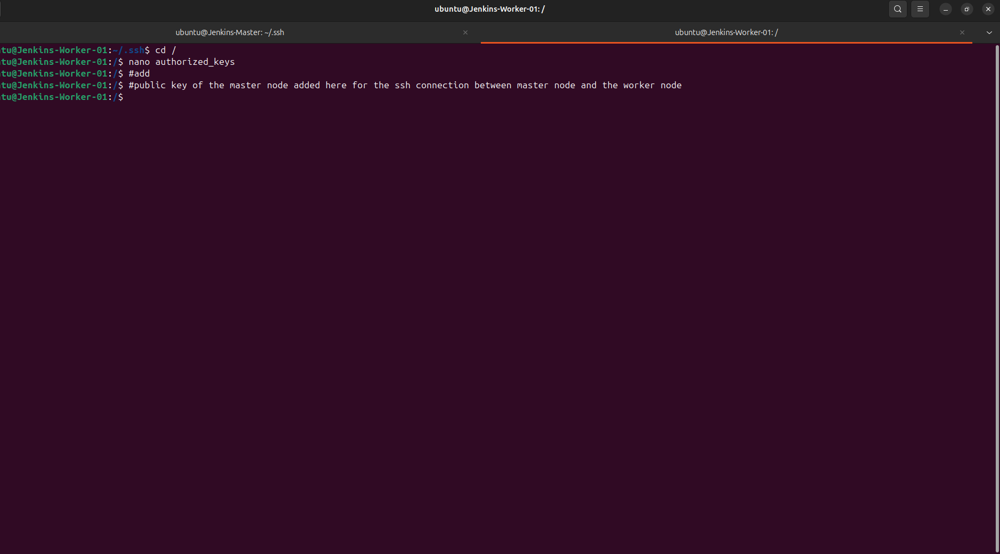 ubuntu@Jenkins-Worker-01: /
ubuntu@Jenkins-Master: ~/.ssh
ubuntu@Jenkins-Worker-01: /
tu@Jenkins-Worker-01:~/.ssh$ cd /
tu@Jenkins-Worker-01:/$ nano authorized_keys
tu@Jenkins-Worker-01:/$ #add
tu@Jenkins-Worker-01:/$ #public key of the master node added here for the ssh connection between master node and the worker node
tu@Jenkins-Worker-01:/$